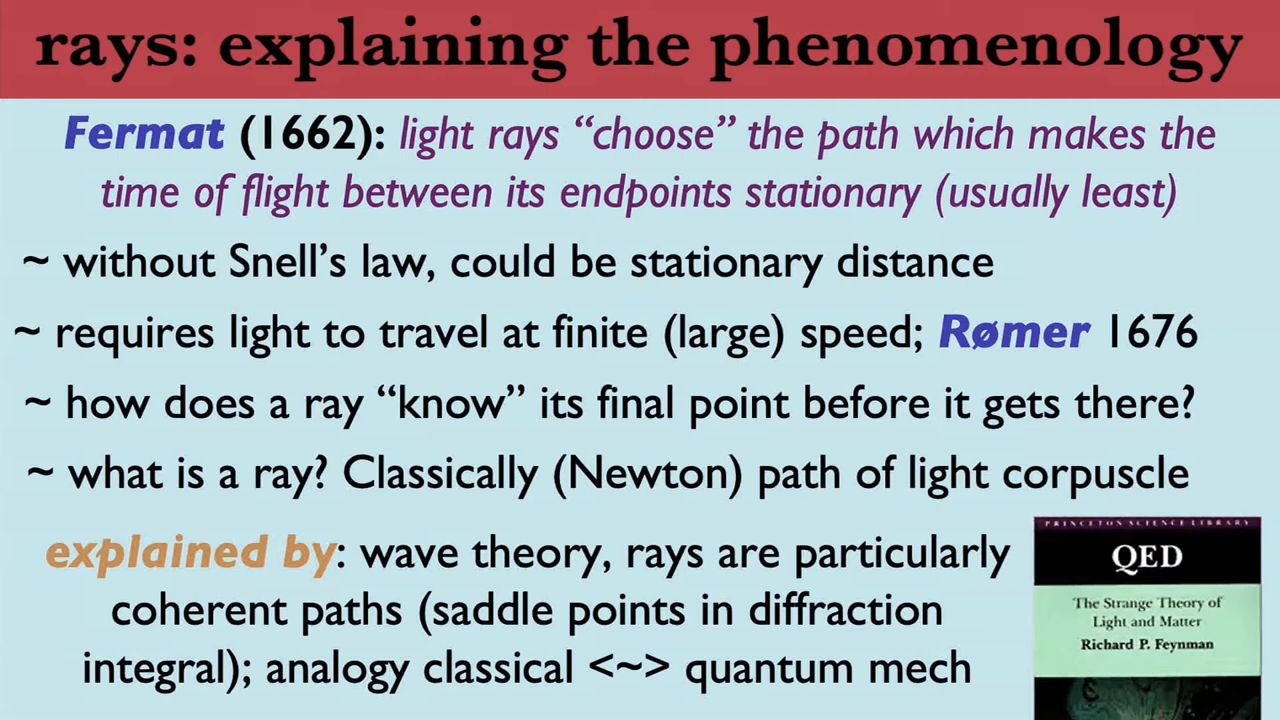 rays: explaining the phenomenology
Fermat (1662): light rays “choose” the path which makes the
time of flight between its endpoints stationary (usually least)
~ without Snell’s law, could be stationary distance
~ requires light to travel at finite (large) speed; Rømer 1676
~ how does a ray “know” its final point before it gets there?
~ what is a ray? Classically (Newton) path of light corpuscle
explained by: wave theory, rays are particularly
coherent paths (saddle points in diffraction
integral); analogy classical <~> quantum mech
PRINCETON SCIENCE LIBRARY
QED
The Strange Theory of
Light and Matter
Richard P. Feynman